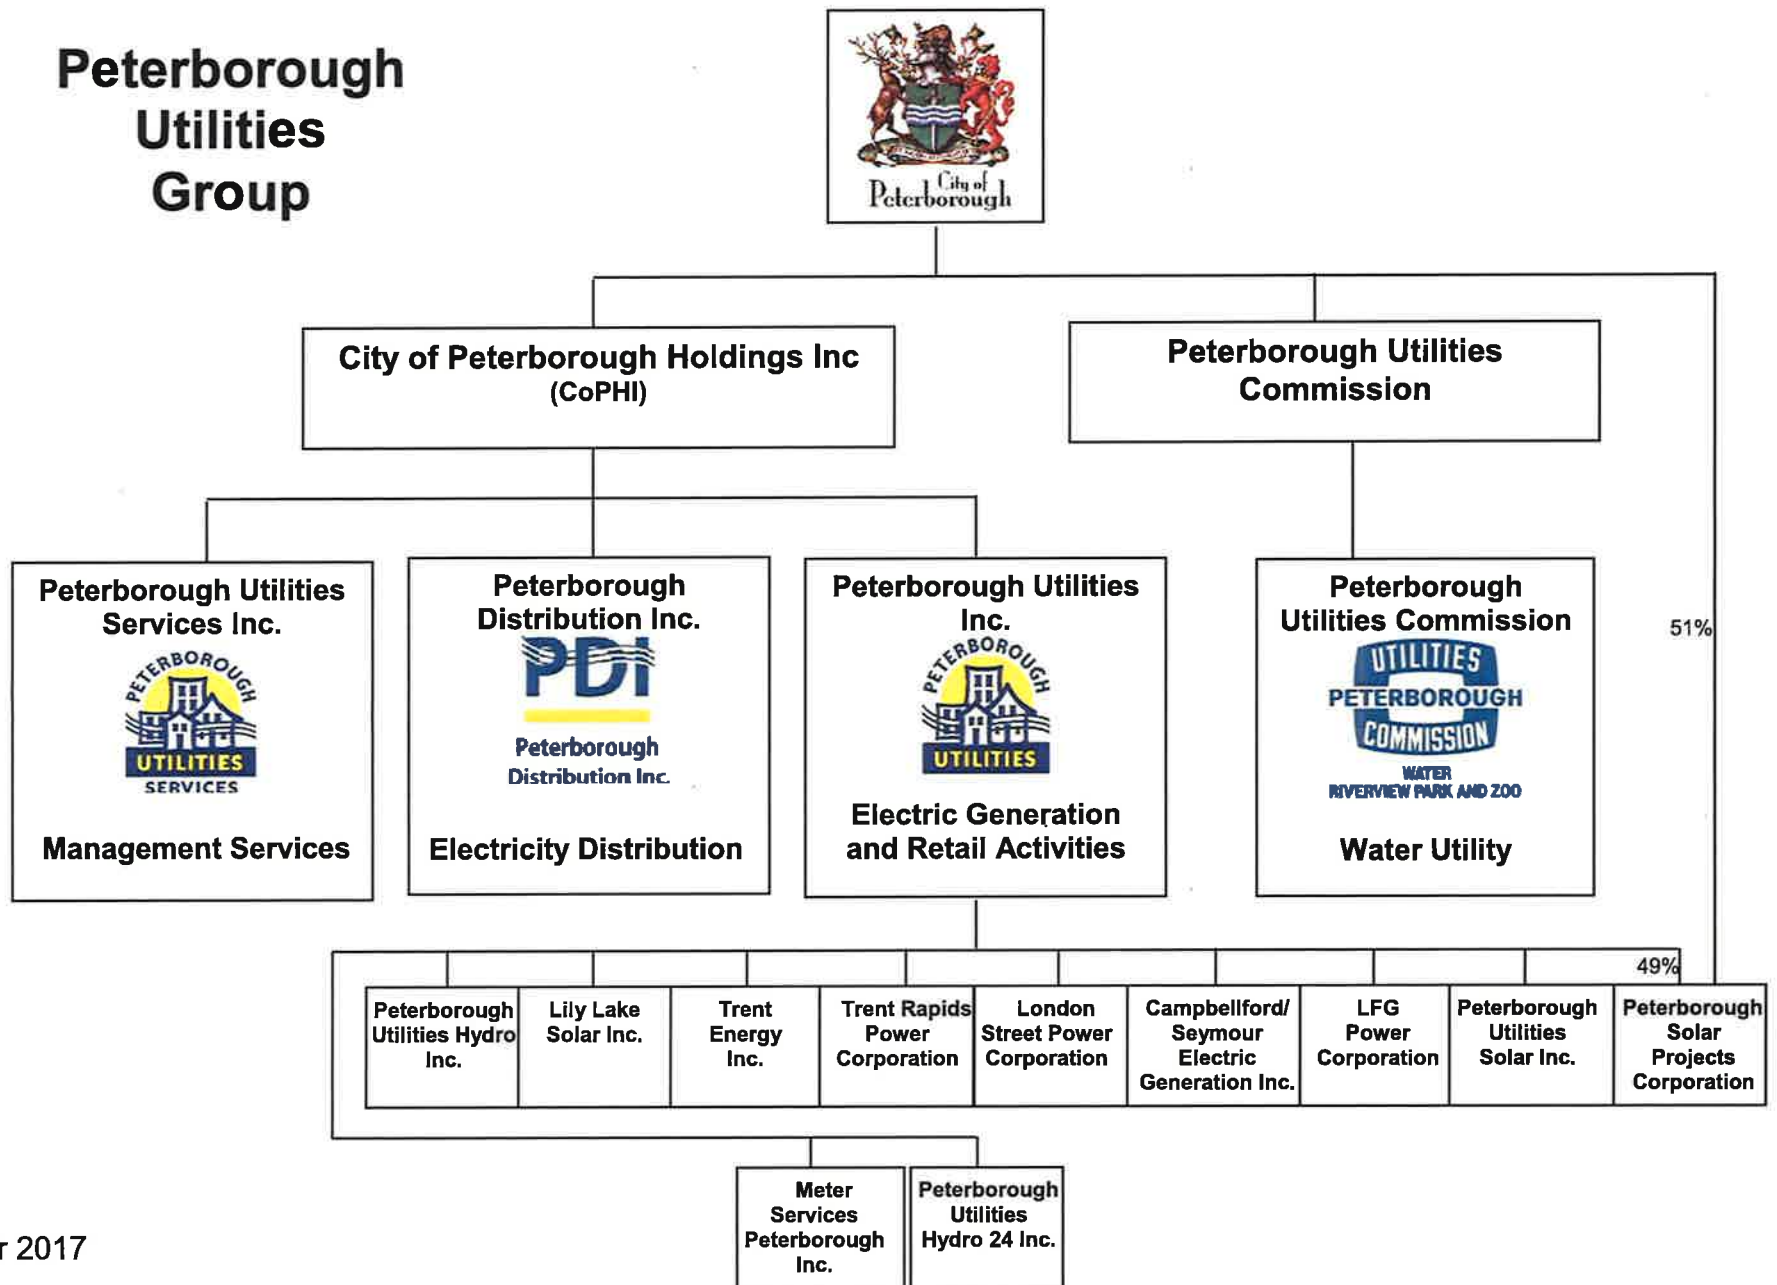 Peterborough
Utilities
Group
City of
Peterborough
City of Peterborough Holdings Inc
(CoPHI)
Peterborough Utilities
Commission
Peterborough Utilities
Services Inc.
PETERBOROUGH
UTILITIES
SERVICES
Management Services
Peterborough
Distribution Inc.
PDI
Peterborough
Distribution Inc.
Electricity Distribution
Peterborough Utilities
Inc.
PETERBOROUGH
UTILITIES
Electric Generation
and Retail Activities
Peterborough
Utilities Commission
UTILITIES
PETERBOROUGH
COMMISSION
WATER
RIVERVIEW PARK AND ZOO
Water Utility
51%
49%
Peterborough
Utilities Hydro
Inc.
Lily Lake
Solar Inc.
Trent
Energy
Inc.
Trent Rapids
Power
Corporation
London
Street Power
Corporation
Campbellford/
Seymour
Electric
Generation Inc.
LFG
Power
Corporation
Peterborough
Utilities
Solar Inc.
Peterborough
Solar
Projects
Corporation
Meter
Services
Peterborough
Inc.
Peterborough
Utilities
Hydro 24 Inc.
r 2017